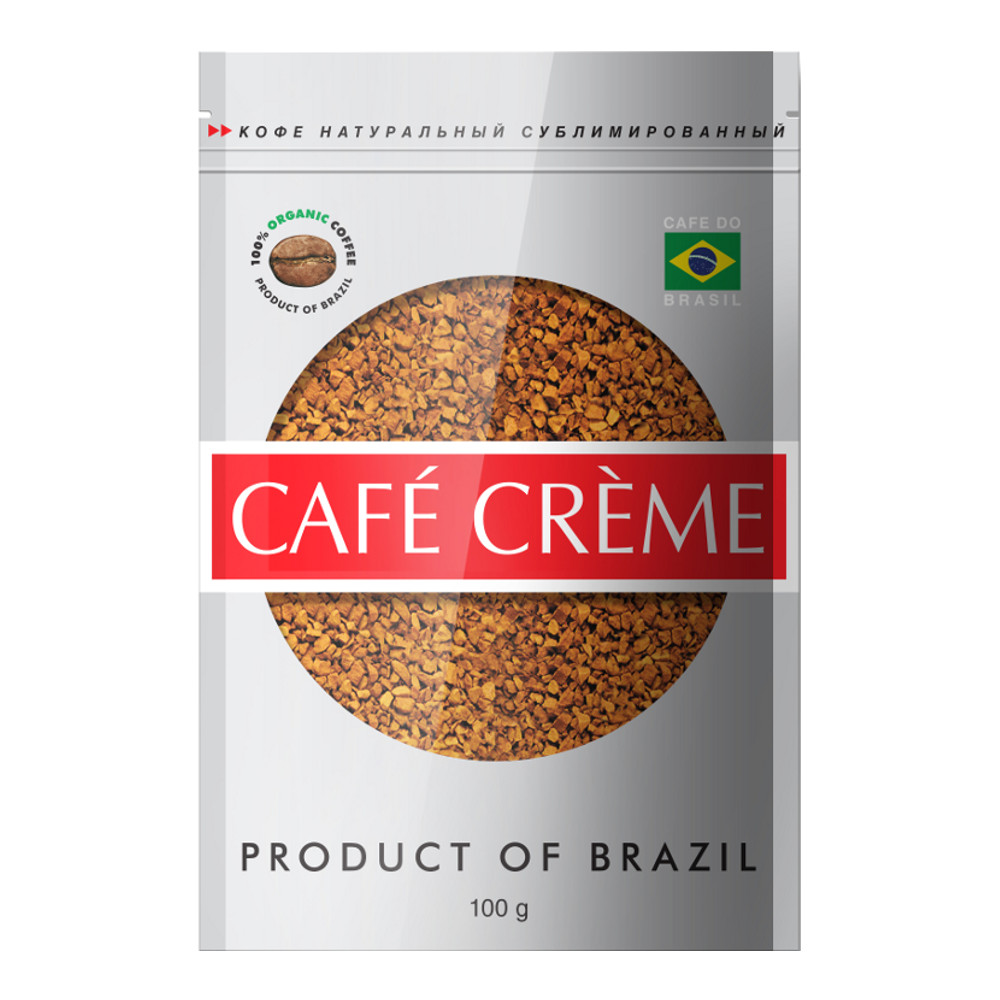 КОФЕ НАТУРАЛЬНЫЙ СУБЛИМИРОВАННЫЙ
100% ORGANIC COFFEE
PRODUCT OF BRAZIL
CAFE DO
BRASIL
CAFÉ CRÈME
PRODUCT OF BRAZIL
100 g